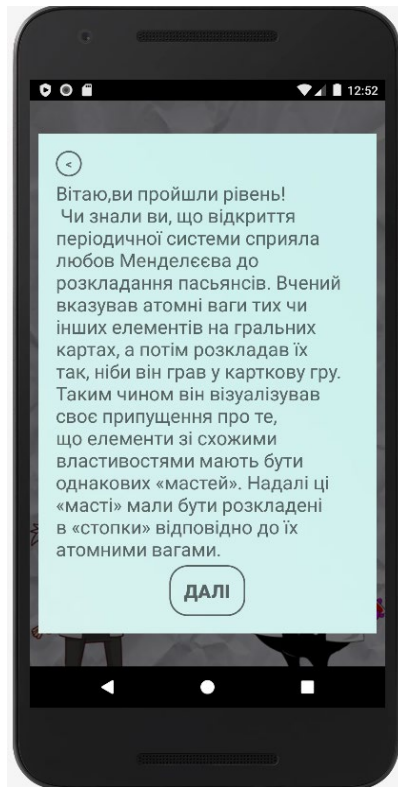 12:52
<
Вітаю,ви пройшли рівень!
Чи знали ви, що відкриття
періодичної системи сприяла
любов Менделєєва до
розкладання пасьянсів. Вчений
вказував атомні ваги тих чи
інших елементів на гральних
картах, а потім розкладав їх
так, ніби він грав у карткову гру.
Таким чином він візуалізував
своє припущення про те,
що елементи зі схожими
властивостями мають бути
однакових «мастей». Надалі ці
«масті» мали бути розкладені
в «стопки» відповідно до їх
атомними вагами.
ДАЛІ